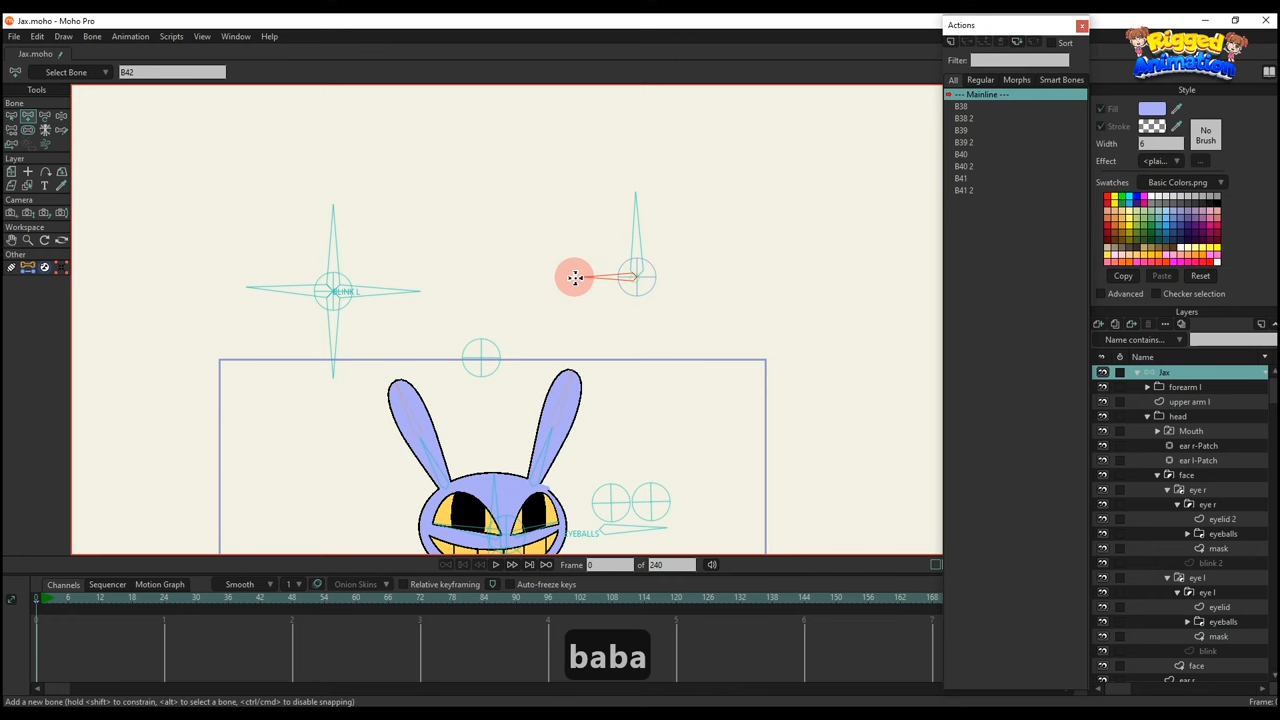 Jax.moho - Moho Pro
File Edit Draw Bone Animation Scripts View Window Help
Jax.moho
Select Bone B42
Tools
Bone
Layer
Camera
Workspace
Other
BLINK L
EYEBALLS
Actions
Sort
Filter:
All Regular Morphs Smart Bones
--- Mainline ---
B38
B38 2
B39
B39 2
B40
B40 2
B41
B41 2
Rigged
Animation
Style
Fill
Stroke
No
Brush
Width 6
Effect <plai...
Swatches Basic Colors.png
Copy Paste Reset
Advanced Checker selection
Layers
Name contains...
Name
Jax
forearm l
upper arm l
head
Mouth
ear r-Patch
ear l-Patch
face
eye r
eye r
eyelid 2
eyeballs
mask
blink 2
eye l
eye l
eyelid
eyeballs
mask
blink
face
ear r
Frame 0 of 240
Channels Sequencer Motion Graph Smooth 1 Onion Skins Relative keyframing Auto-freeze keys
0 6 12 18 24 30 36 42 48 54 60 66 72 78 84 90 96 102 108 114 120 126 132 138 144 150 156 162 168
0 1 2 3 4 5 6 7
baba
Add a new bone (hold <shift> to constrain, <alt> to select a bone, <ctrl/cmd> to disable snapping)
Frame: